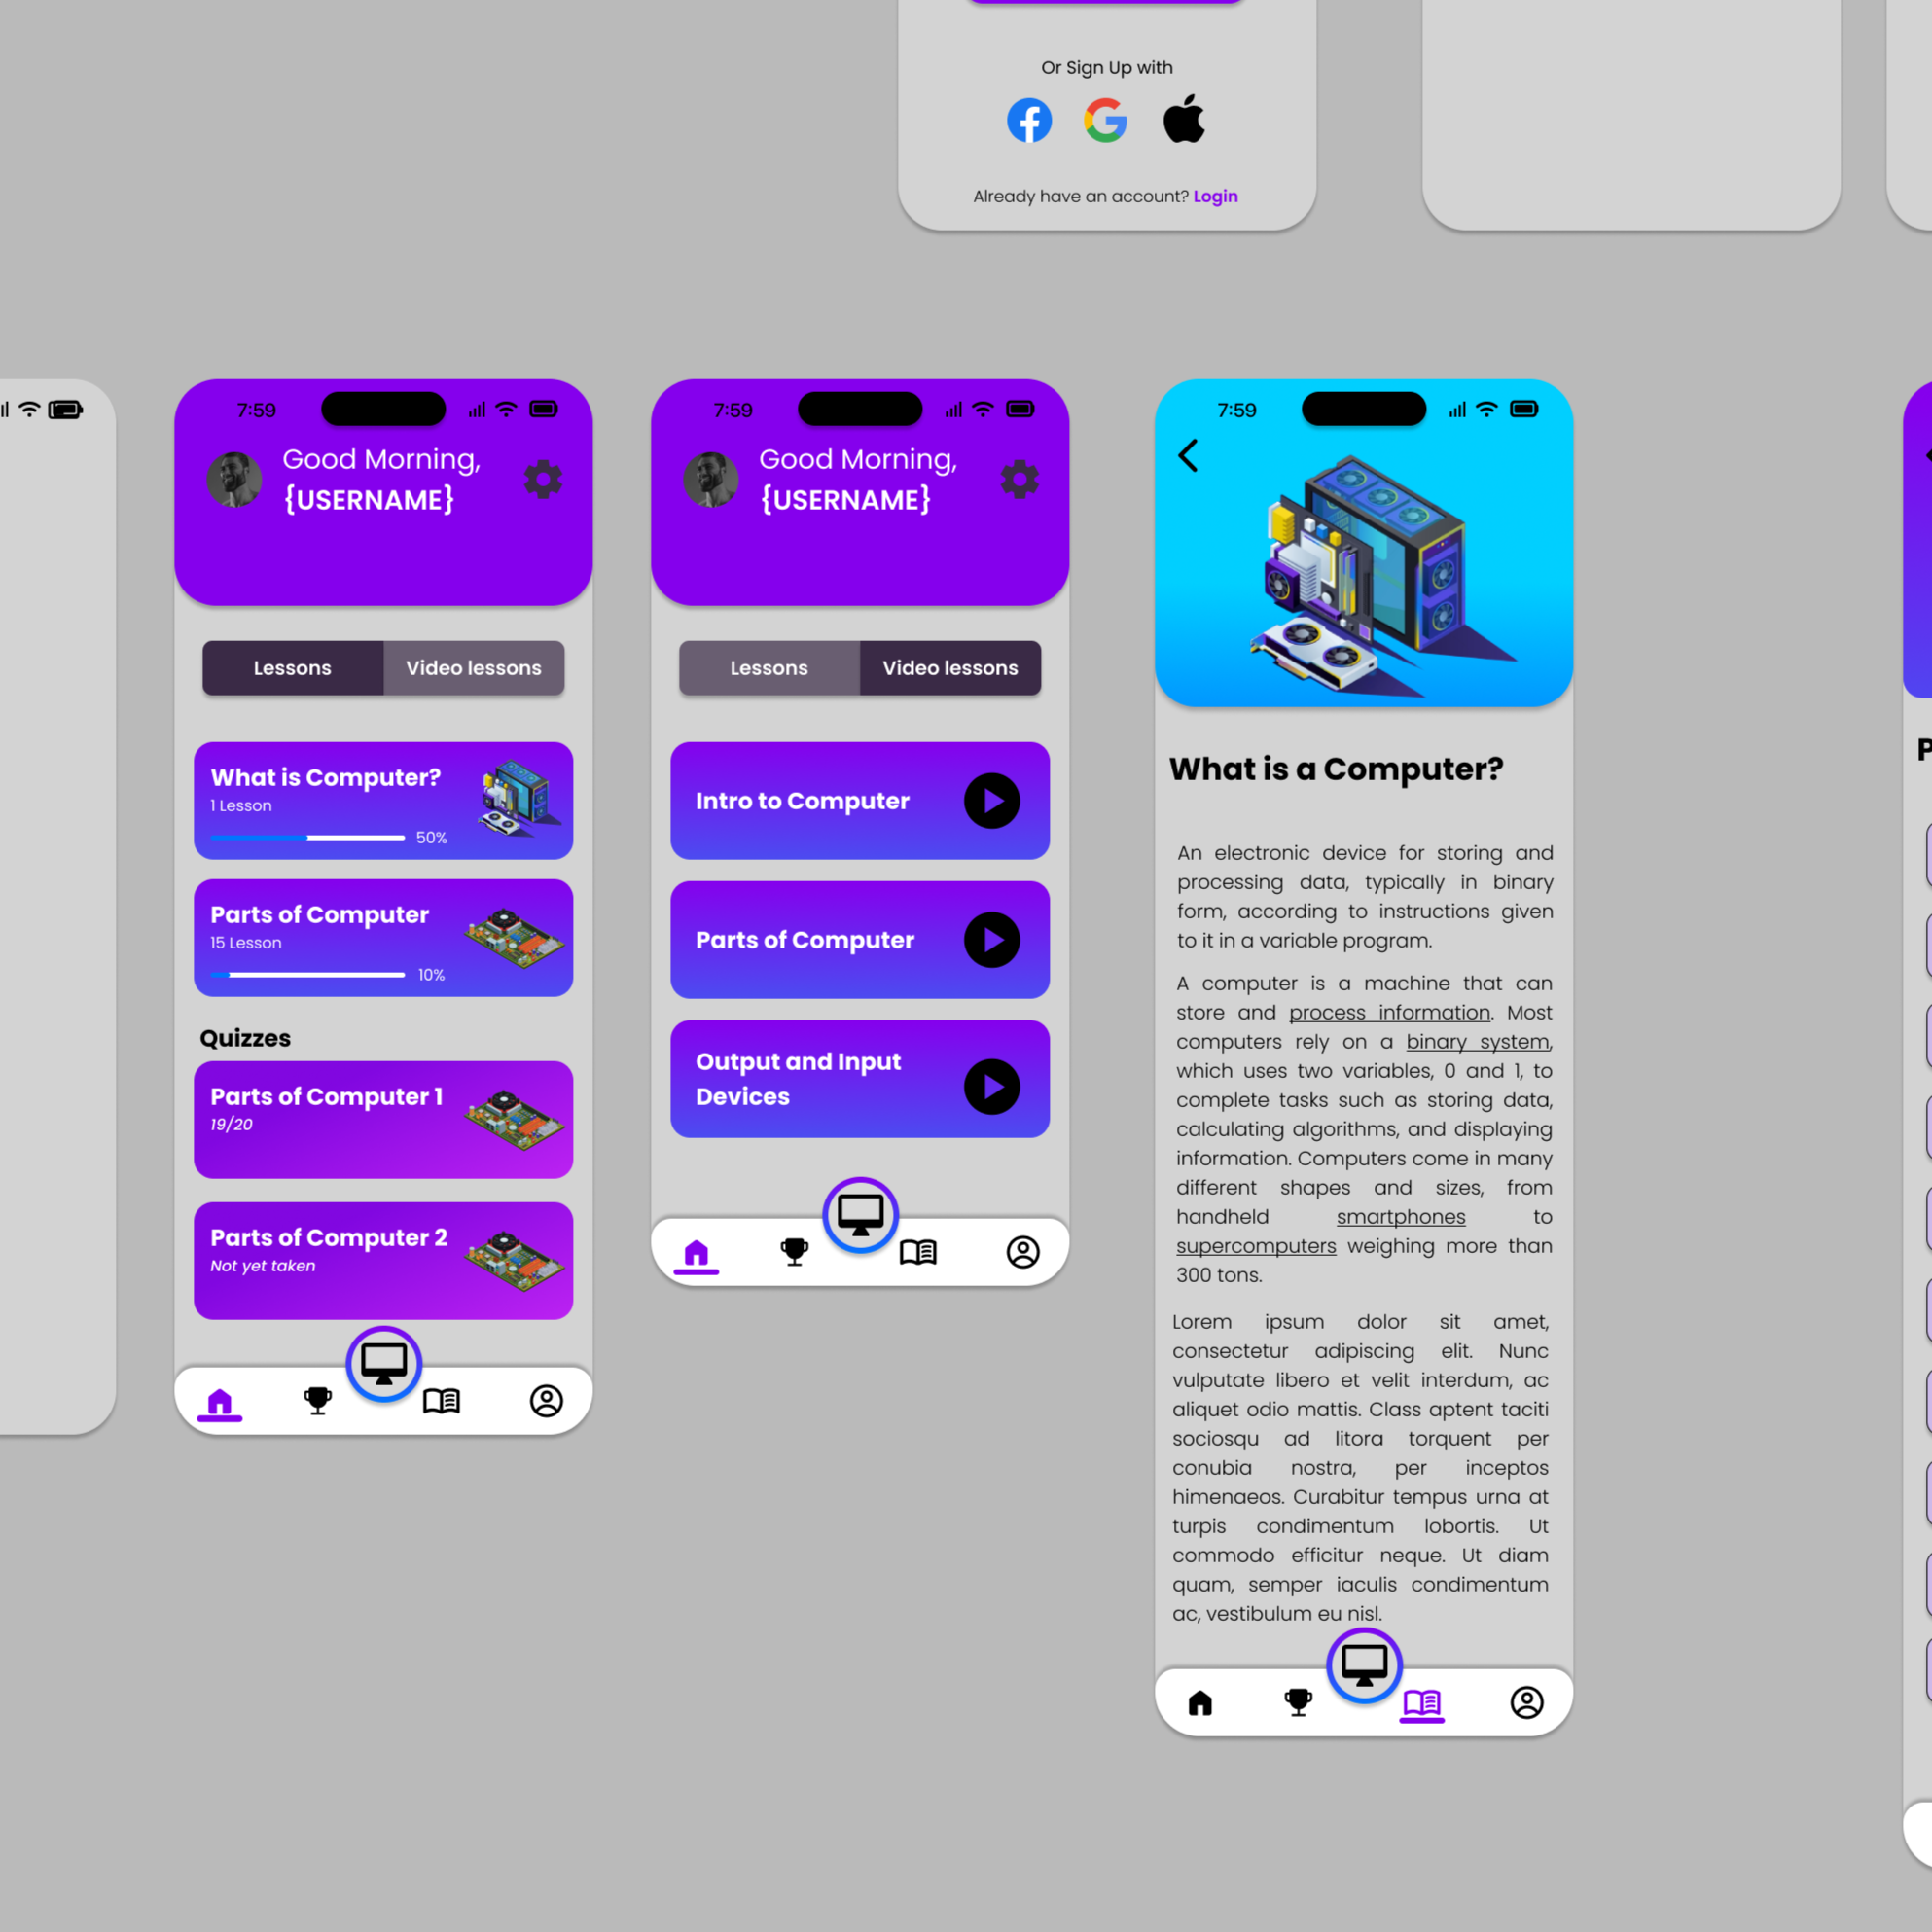 Or Sign Up with
Already have an account? Login
7:59
Good Morning,
{USERNAME}
Lessons
Video lessons
What is Computer?
1 Lesson
50%
Parts of Computer
15 Lesson
10%
Quizzes
Parts of Computer 1
19/20
Parts of Computer 2
Not yet taken
7:59
Good Morning,
{USERNAME}
Lessons
Video lessons
Intro to Computer
Parts of Computer
Output and Input
Devices
7:59
What is a Computer?
An electronic device for storing and
processing data, typically in binary
form, according to instructions given
to it in a variable program.
A computer is a machine that can
store and process information. Most
computers rely on a binary system,
which uses two variables, 0 and 1, to
complete tasks such as storing data,
calculating algorithms, and displaying
information. Computers come in many
different shapes and sizes, from
handheld smartphones to
supercomputers weighing more than
300 tons.
Lorem ipsum dolor sit amet,
consectetur adipiscing elit. Nunc
vulputate libero et velit interdum, ac
aliquet odio mattis. Class aptent taciti
sociosqu ad litora torquent per
conubia nostra, per inceptos
himenaeos. Curabitur tempus urna at
turpis condimentum lobortis. Ut
commodo efficitur neque. Ut diam
quam, semper iaculis condimentum
ac, vestibulum eu nisl.